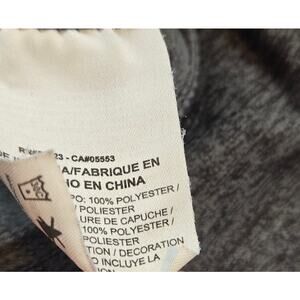 23 - CA#05553
A/FABRIQUE EN
HO EN CHINA
PO: 100% POLYESTER /
/ POLIESTER
URE DE CAPUCHE /
100% POLYESTER /
POLIESTER
TION / DECORATION
O INCLUYE LA